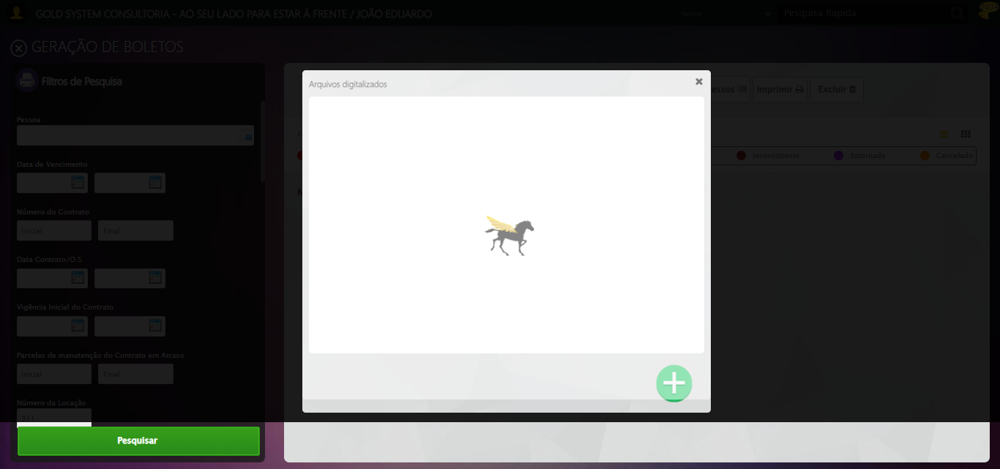 GOLD SYSTEM CONSULTORIA - AO SEU LADO PARA ESTAR À FRENTE / JOÃO EDUARDO
Nome
Pesquisa Rapida
GERAÇÃO DE BOLETOS
Filtros de Pesquisa
Arquivos digitalizados
Imprimir
Excluir
Pessoa
Inconsistente
Estornado
Cancelado
Data de Vencimento
Número do Contrato
Inicial
Final
Data Contrato/O.S.
Vigência Inicial do Contrato
Parcelas de manutenção do Contrato em Atraso
Inicial
Final
Número da Locação
311
Pesquisar